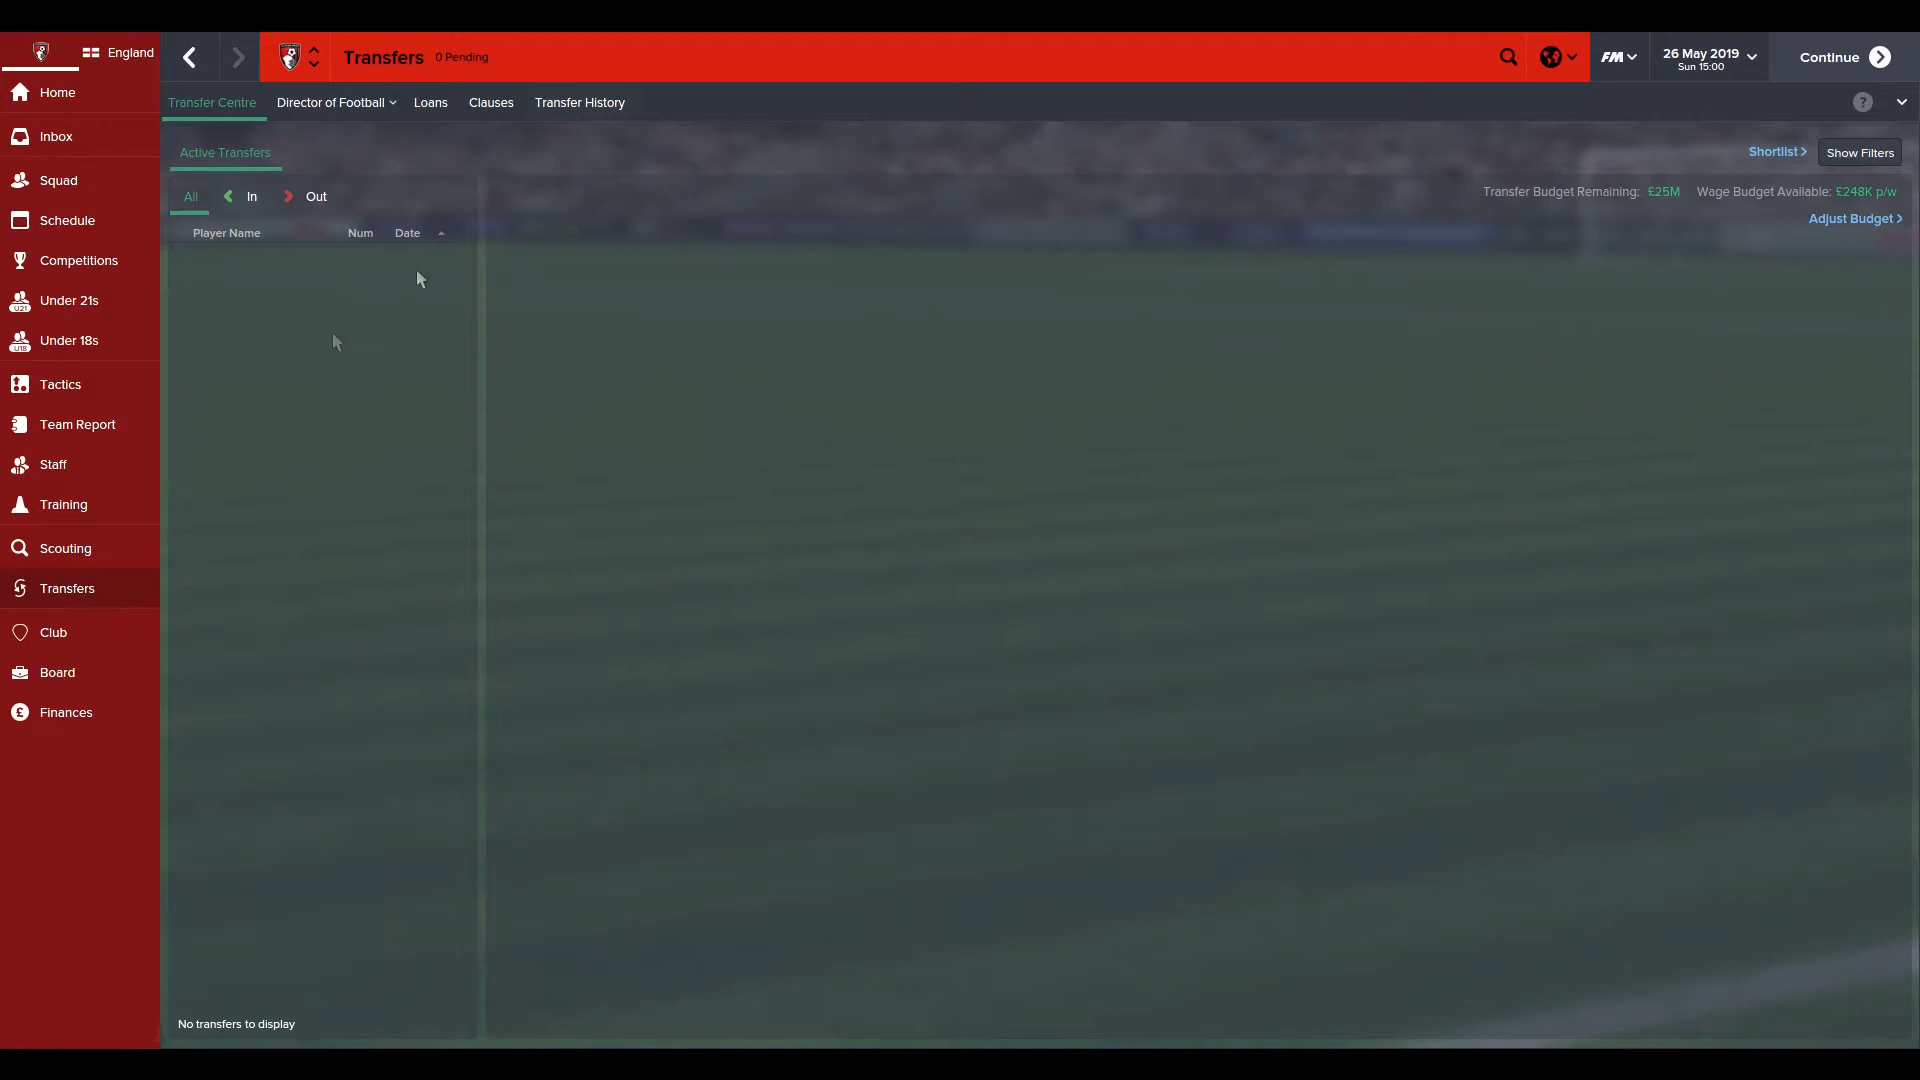 England
Transfers 0 Pending
FM
26 May 2019
Sun 15:00
Continue
Home
Inbox
Squad
Schedule
Competitions
Under 21s
Under 18s
Tactics
Team Report
Staff
Training
Scouting
Transfers
Club
Board
Finances
Transfer Centre Director of Football Loans Clauses Transfer History
?
Active Transfers
Shortlist
Show Filters
All In Out
Transfer Budget Remaining: £25M Wage Budget Available: £248K p/w
Adjust Budget
Player Name Num Date
No transfers to display